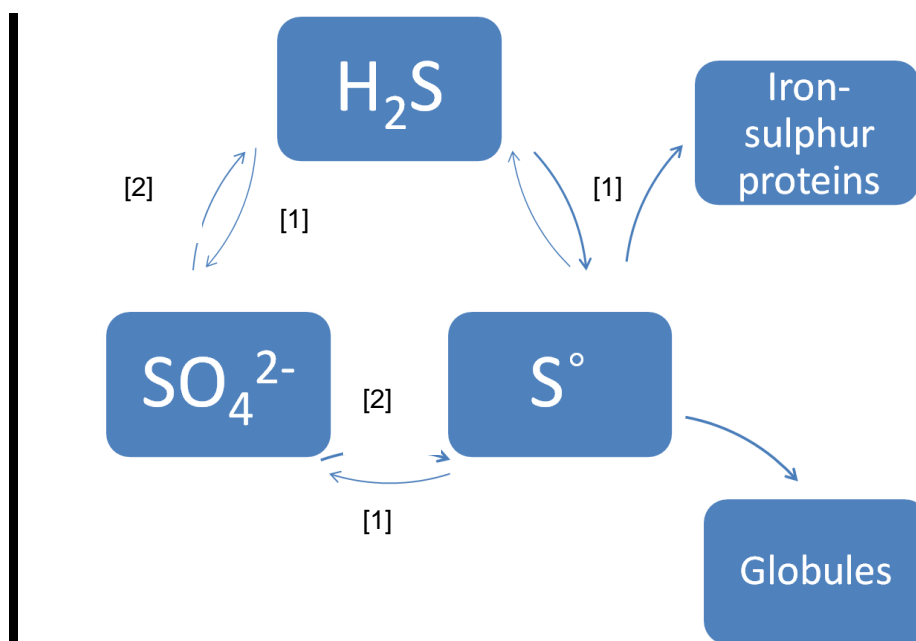 H₂S
Iron-
sulphur
proteins
[2]
[1]
[1]
SO₄²⁻
S°
[2]
[1]
Globules